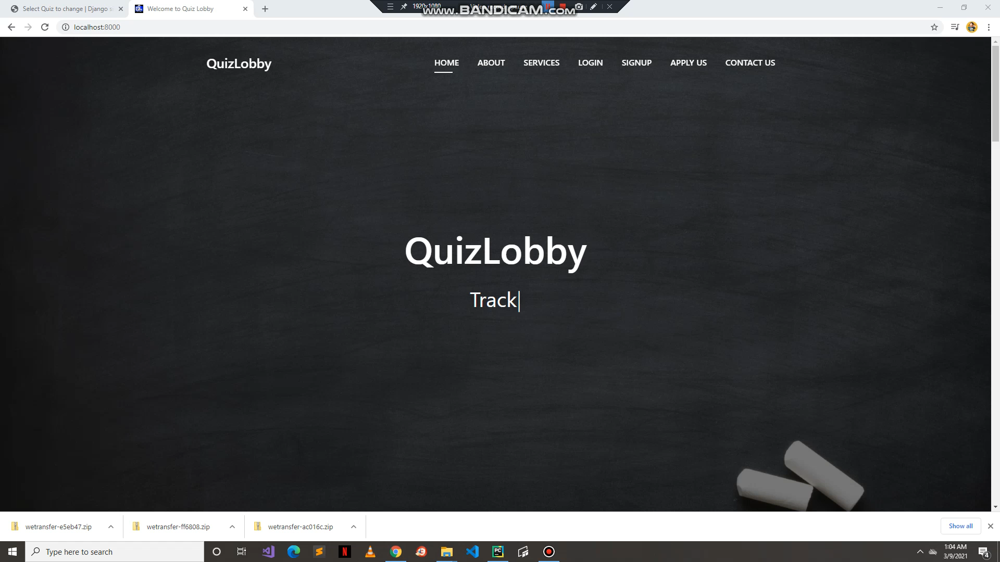 Select Quiz to change | Django s
Welcome to Quiz Lobby
1920x1080
www.BANDICAM.com
localhost:8000
QuizLobby
HOME
ABOUT
SERVICES
LOGIN
SIGNUP
APPLY US
CONTACT US
QuizLobby
Track
wetransfer-e5eb47.zip
wetransfer-ff6808.zip
wetransfer-ac016c.zip
Show all
Type here to search
PC
1:04 AM
3/9/2021
4